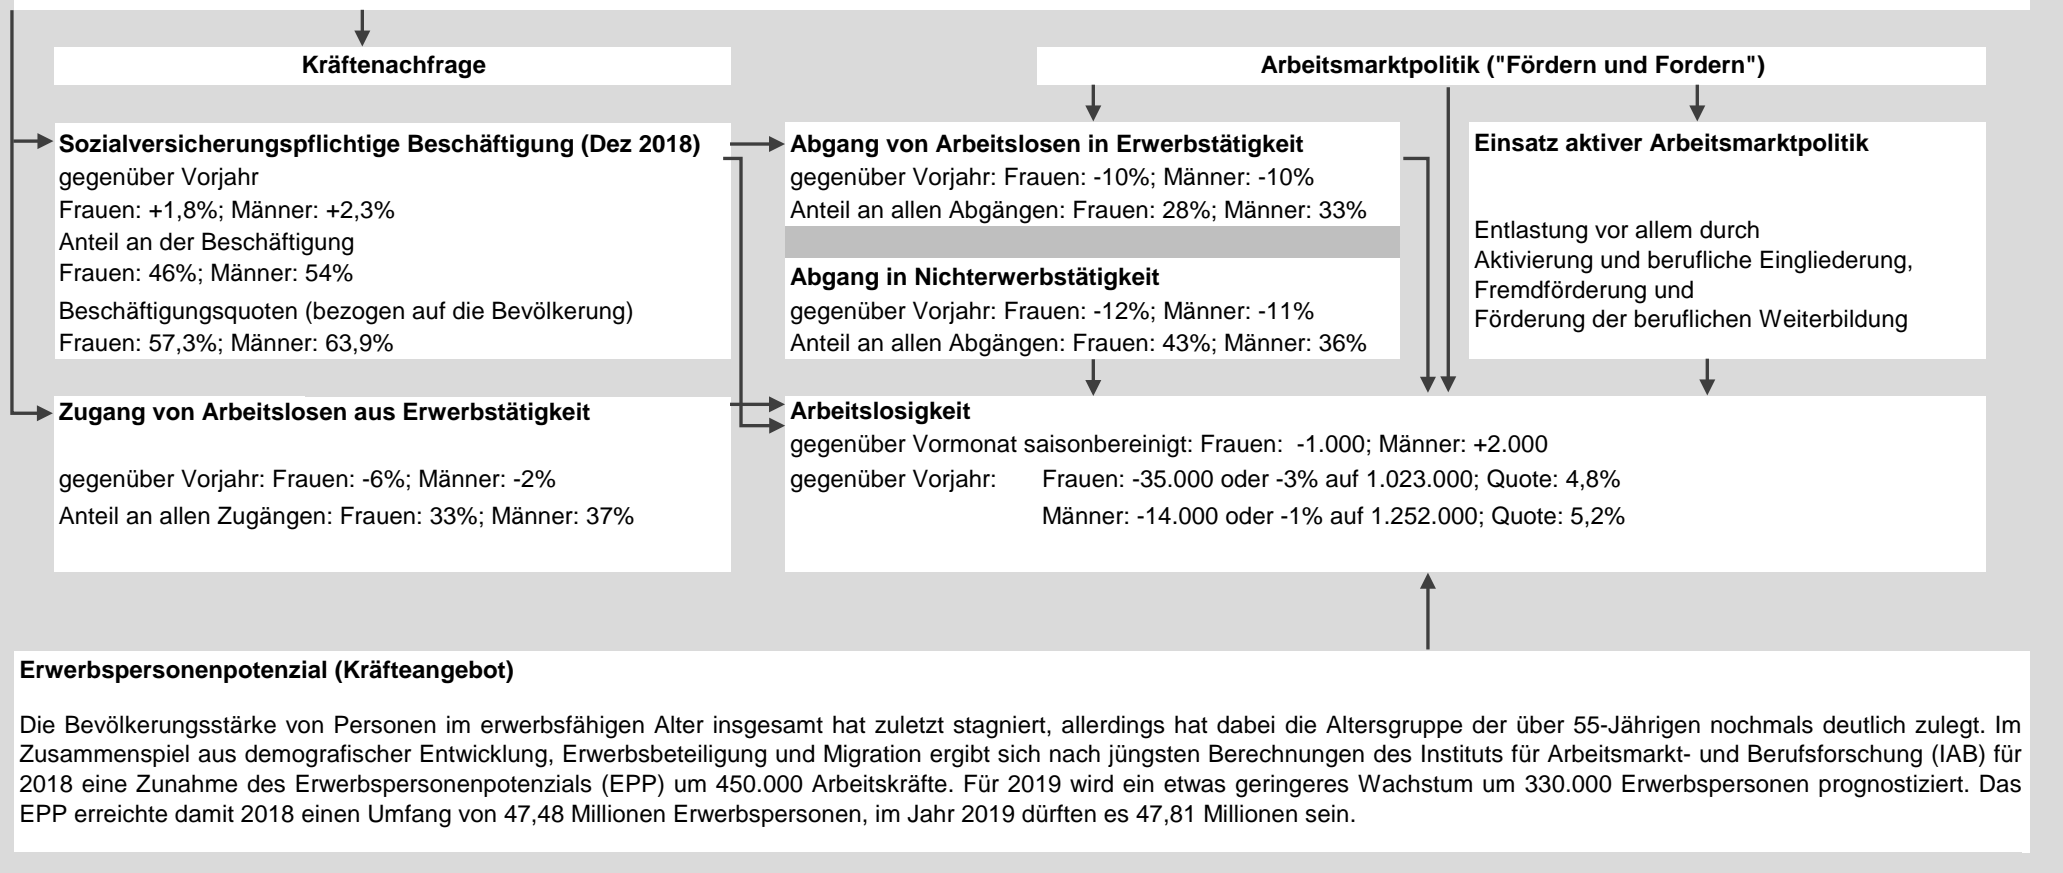 Kräftenachfrage
Arbeitsmarktpolitik ("Fördern und Fordern")
Sozialversicherungspflichtige Beschäftigung (Dez 2018)
gegenüber Vorjahr
Frauen: +1,8%; Männer: +2,3%
Anteil an der Beschäftigung
Frauen: 46%; Männer: 54%
Beschäftigungsquoten (bezogen auf die Bevölkerung)
Frauen: 57,3%; Männer: 63,9%
Abgang von Arbeitslosen in Erwerbstätigkeit
gegenüber Vorjahr: Frauen: -10%; Männer: -10%
Anteil an allen Abgängen: Frauen: 28%; Männer: 33%
Abgang in Nichterwerbstätigkeit
gegenüber Vorjahr: Frauen: -12%; Männer: -11%
Anteil an allen Abgängen: Frauen: 43%; Männer: 36%
Einsatz aktiver Arbeitsmarktpolitik
Entlastung vor allem durch
Aktivierung und berufliche Eingliederung,
Fremdförderung und
Förderung der beruflichen Weiterbildung
Zugang von Arbeitslosen aus Erwerbstätigkeit
gegenüber Vorjahr: Frauen: -6%; Männer: -2%
Anteil an allen Zugängen: Frauen: 33%; Männer: 37%
Arbeitslosigkeit
gegenüber Vormonat saisonbereinigt: Frauen: -1.000; Männer: +2.000
gegenüber Vorjahr: Frauen: -35.000 oder -3% auf 1.023.000; Quote: 4,8%
Männer: -14.000 oder -1% auf 1.252.000; Quote: 5,2%
Erwerbspersonenpotenzial (Kräfteangebot)
Die Bevölkerungsstärke von Personen im erwerbsfähigen Alter insgesamt hat zuletzt stagniert, allerdings hat dabei die Altersgruppe der über 55-Jährigen nochmals deutlich zulegt. Im
Zusammenspiel aus demografischer Entwicklung, Erwerbsbeteiligung und Migration ergibt sich nach jüngsten Berechnungen des Instituts für Arbeitsmarkt- und Berufsforschung (IAB) für
2018 eine Zunahme des Erwerbspersonenpotenzials (EPP) um 450.000 Arbeitskräfte. Für 2019 wird ein etwas geringeres Wachstum um 330.000 Erwerbspersonen prognostiziert. Das
EPP erreichte damit 2018 einen Umfang von 47,48 Millionen Erwerbspersonen, im Jahr 2019 dürften es 47,81 Millionen sein.